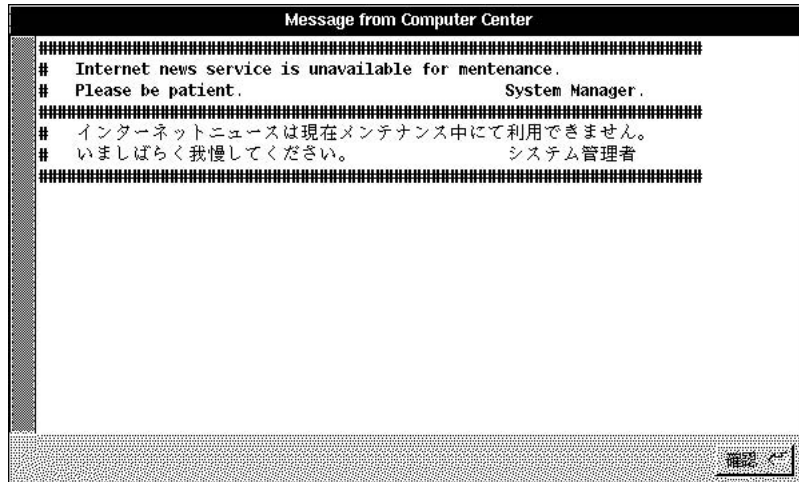 Message from Computer Center
#######################################################################
#   Internet news service is unavailable for mentenance.
#   Please be patient.                              System Manager.
#######################################################################
#   インターネットニュースは現在メンテナンス中にて利用できません。
#   いましばらく我慢してください。                  システム管理者
#######################################################################
確認